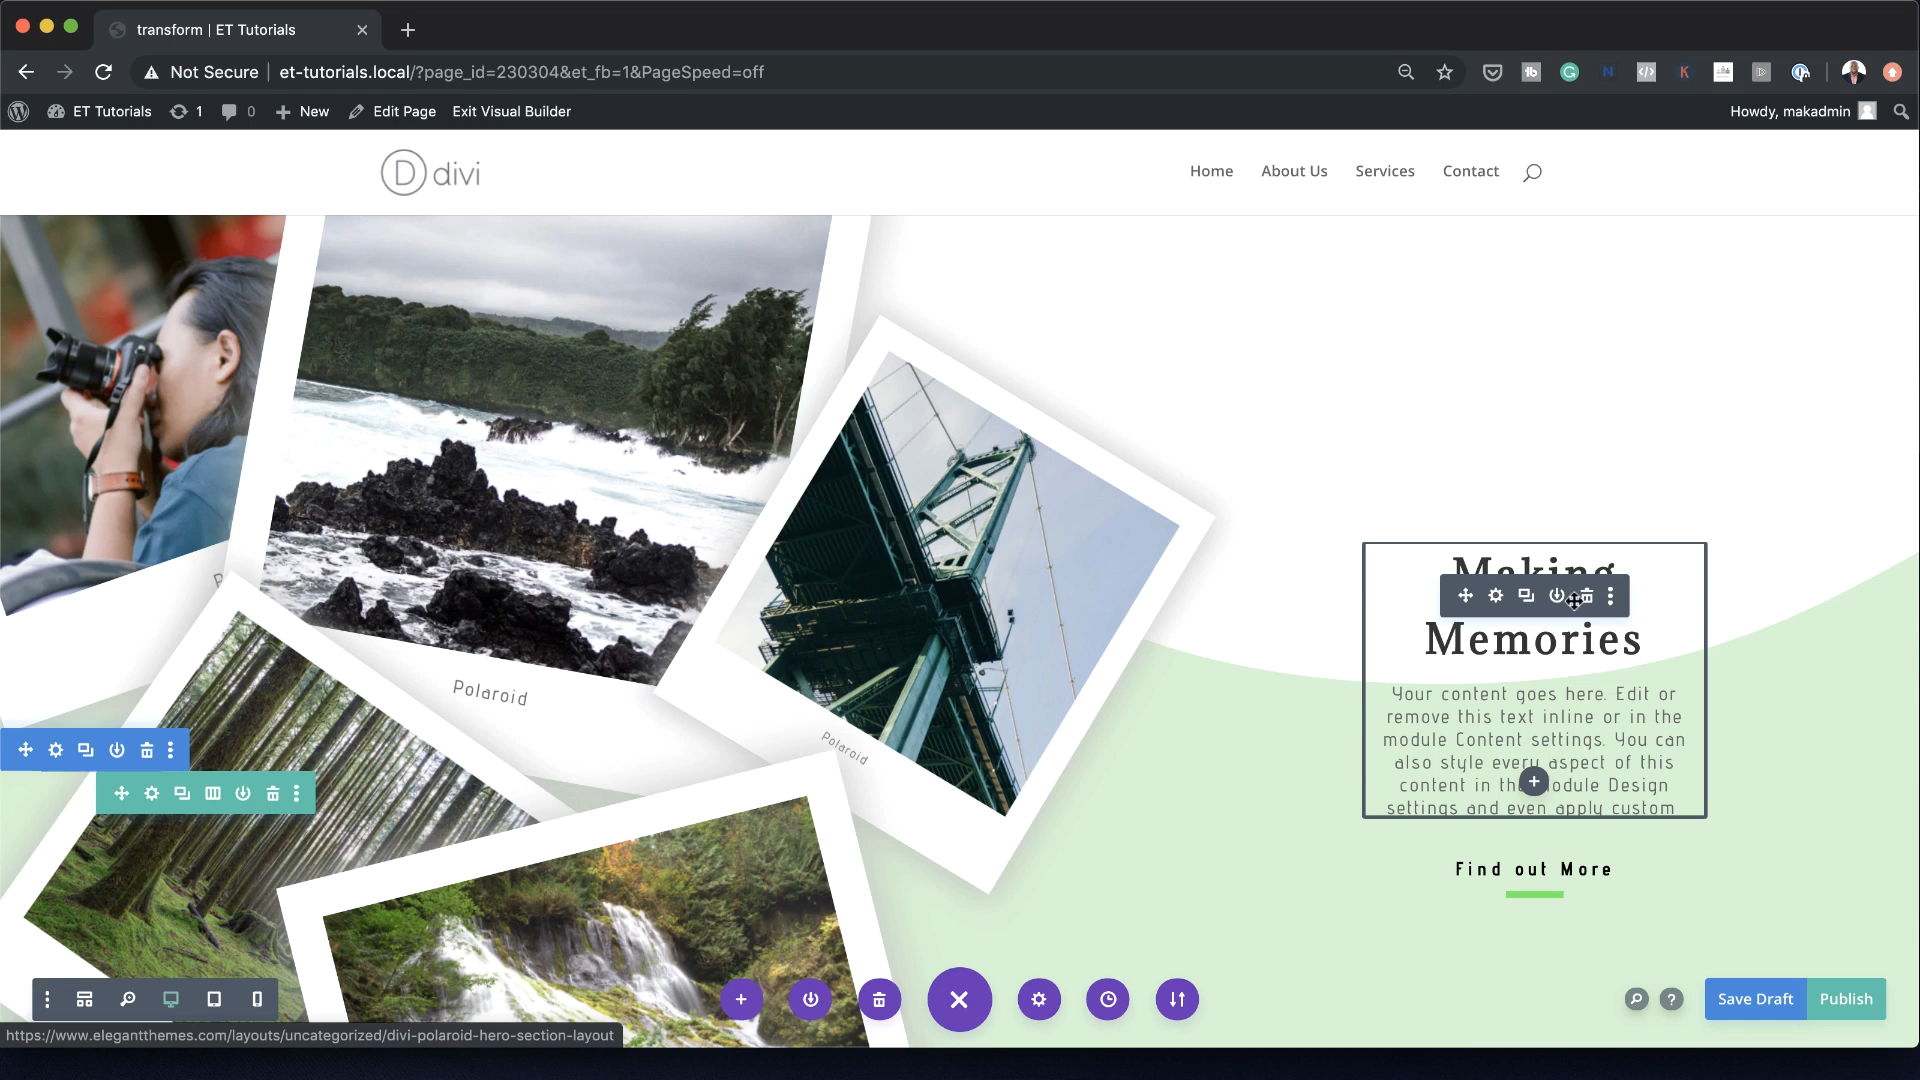 transform | ET Tutorials
Not Secure | et-tutorials.local/?page_id=230304&et_fb=1&PageSpeed=off
ET Tutorials 1 0 New Edit Page Exit Visual Builder Howdy, makadmin
divi
Home About Us Services Contact
Making
Memories
Your content goes here. Edit or
remove this text inline or in the
module Content settings. You can
also style every aspect of this
content in the module Design
settings and even apply custom
Polaroid
Polaroid
Find out More
Save Draft Publish
https://www.elegantthemes.com/layouts/uncategorized/divi-polaroid-hero-section-layout